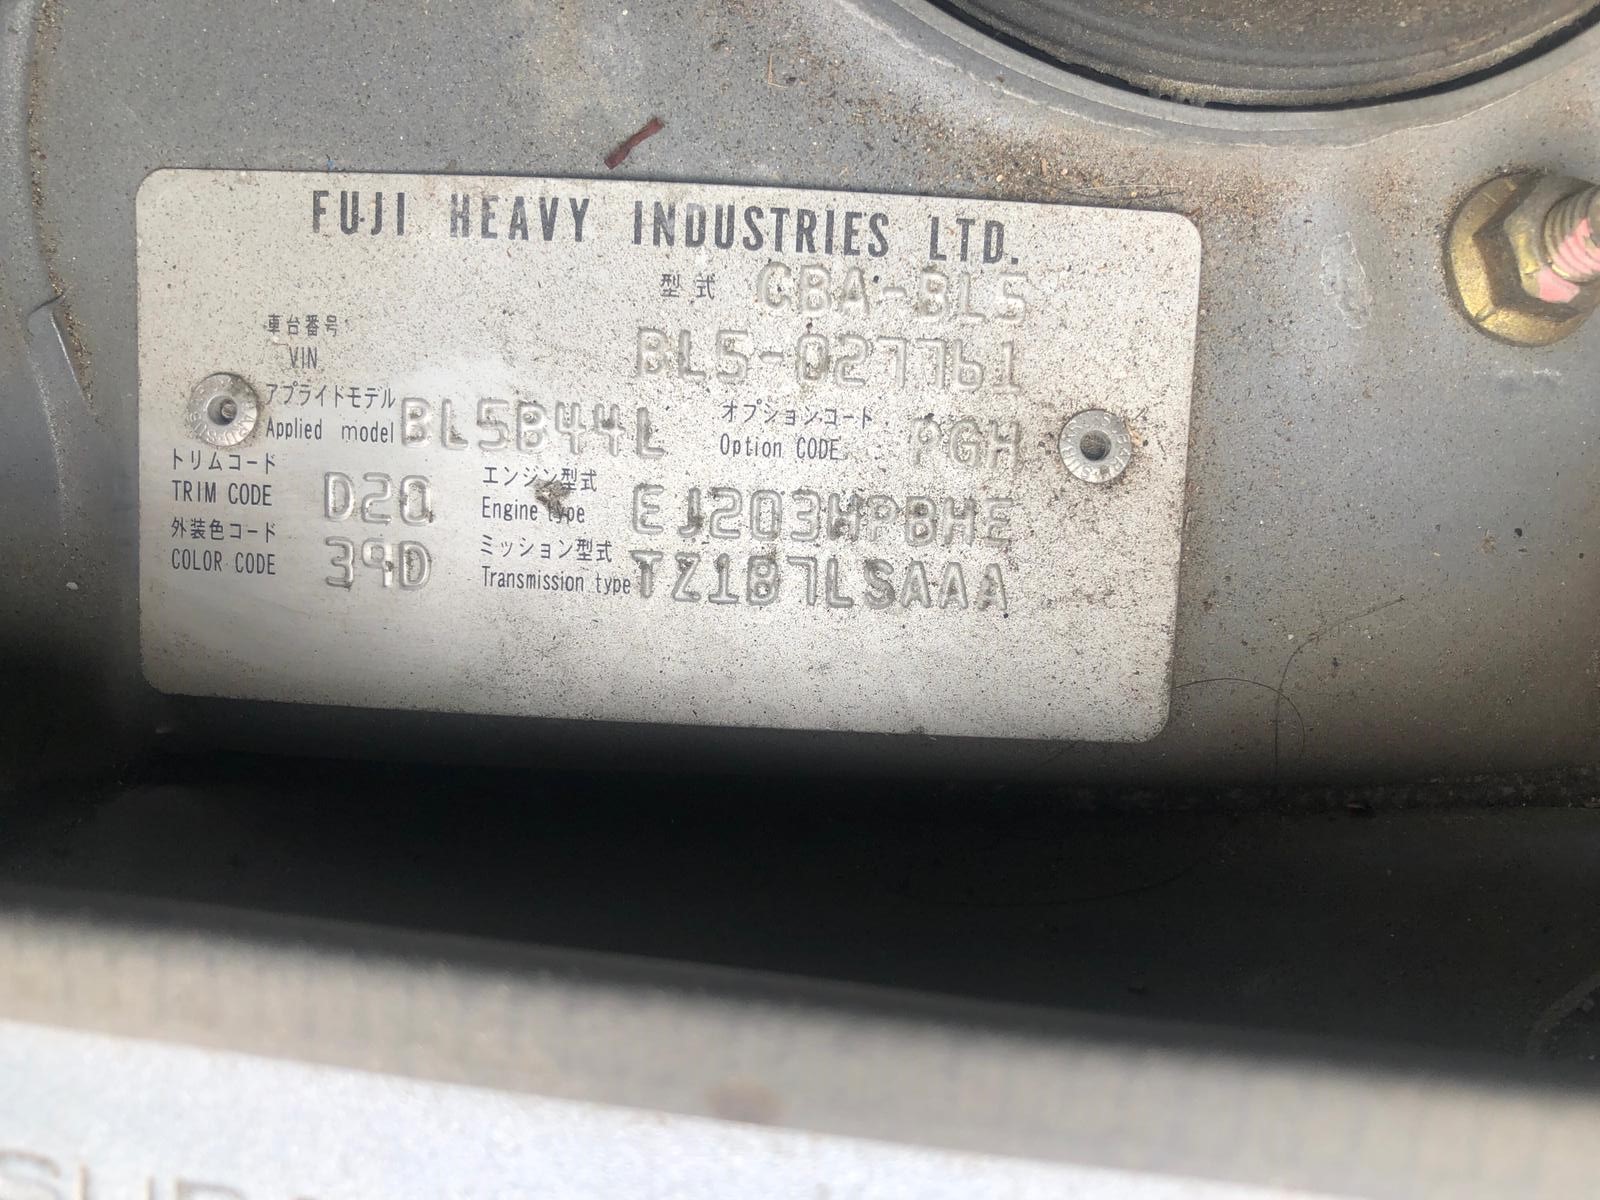 FUJI HEAVY INDUSTRIES LTD.
型式 CBA-BL5
車台番号
VIN BL5-027761
アプライドモデル オプションコード
Applied model BL5B44L Option CODE PGH
トリムコード エンジン型式
TRIM CODE D20 Engine type EJ203HPBHE
外装色コード ミッション型式
COLOR CODE 39D Transmission type TZ1B7LSAAA